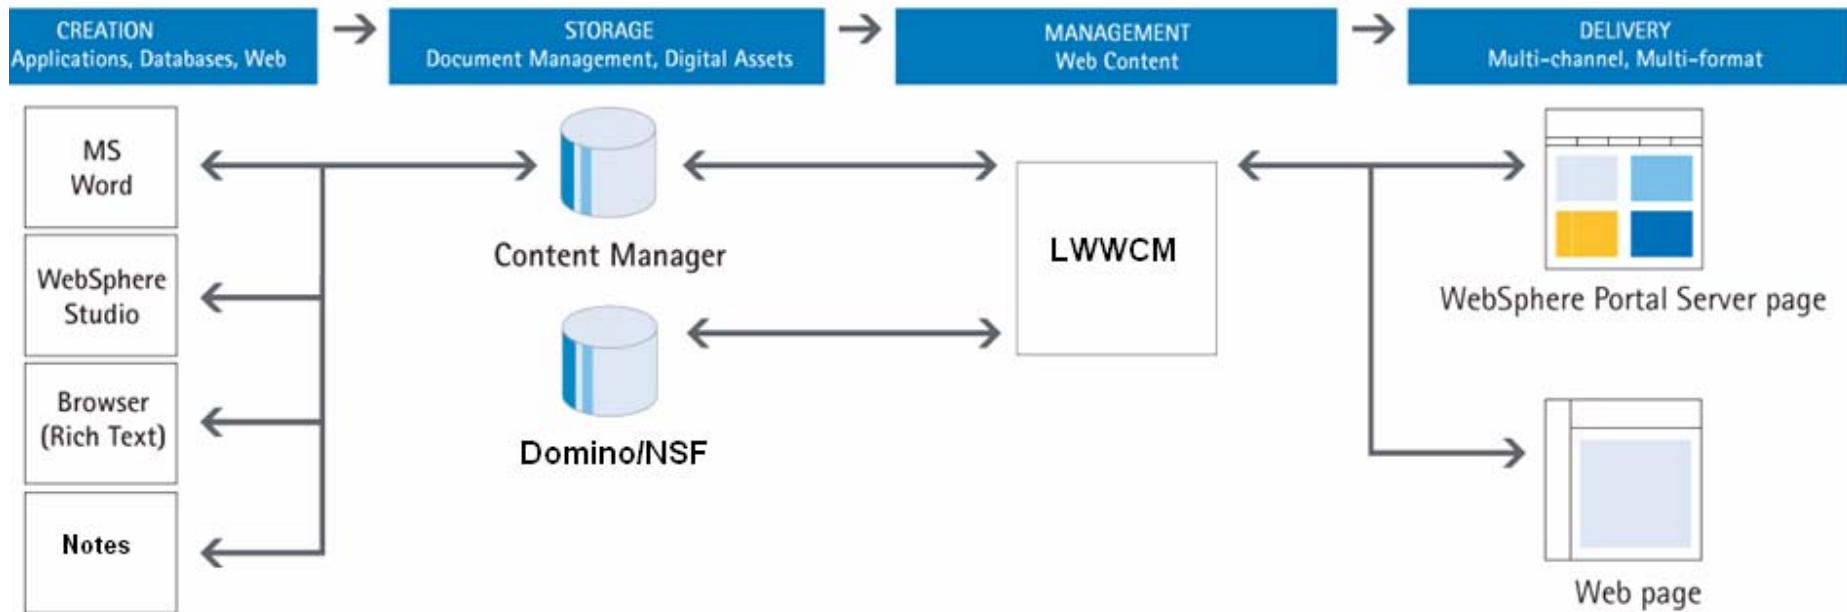 CREATION
Applications, Databases, Web
STORAGE
Document Management, Digital Assets
MANAGEMENT
Web Content
DELIVERY
Multi-channel, Multi-format
MS
Word
WebSphere
Studio
Browser
(Rich Text)
Notes
Content Manager
Domino/NSF
LWWCM
WebSphere Portal Server page
Web page